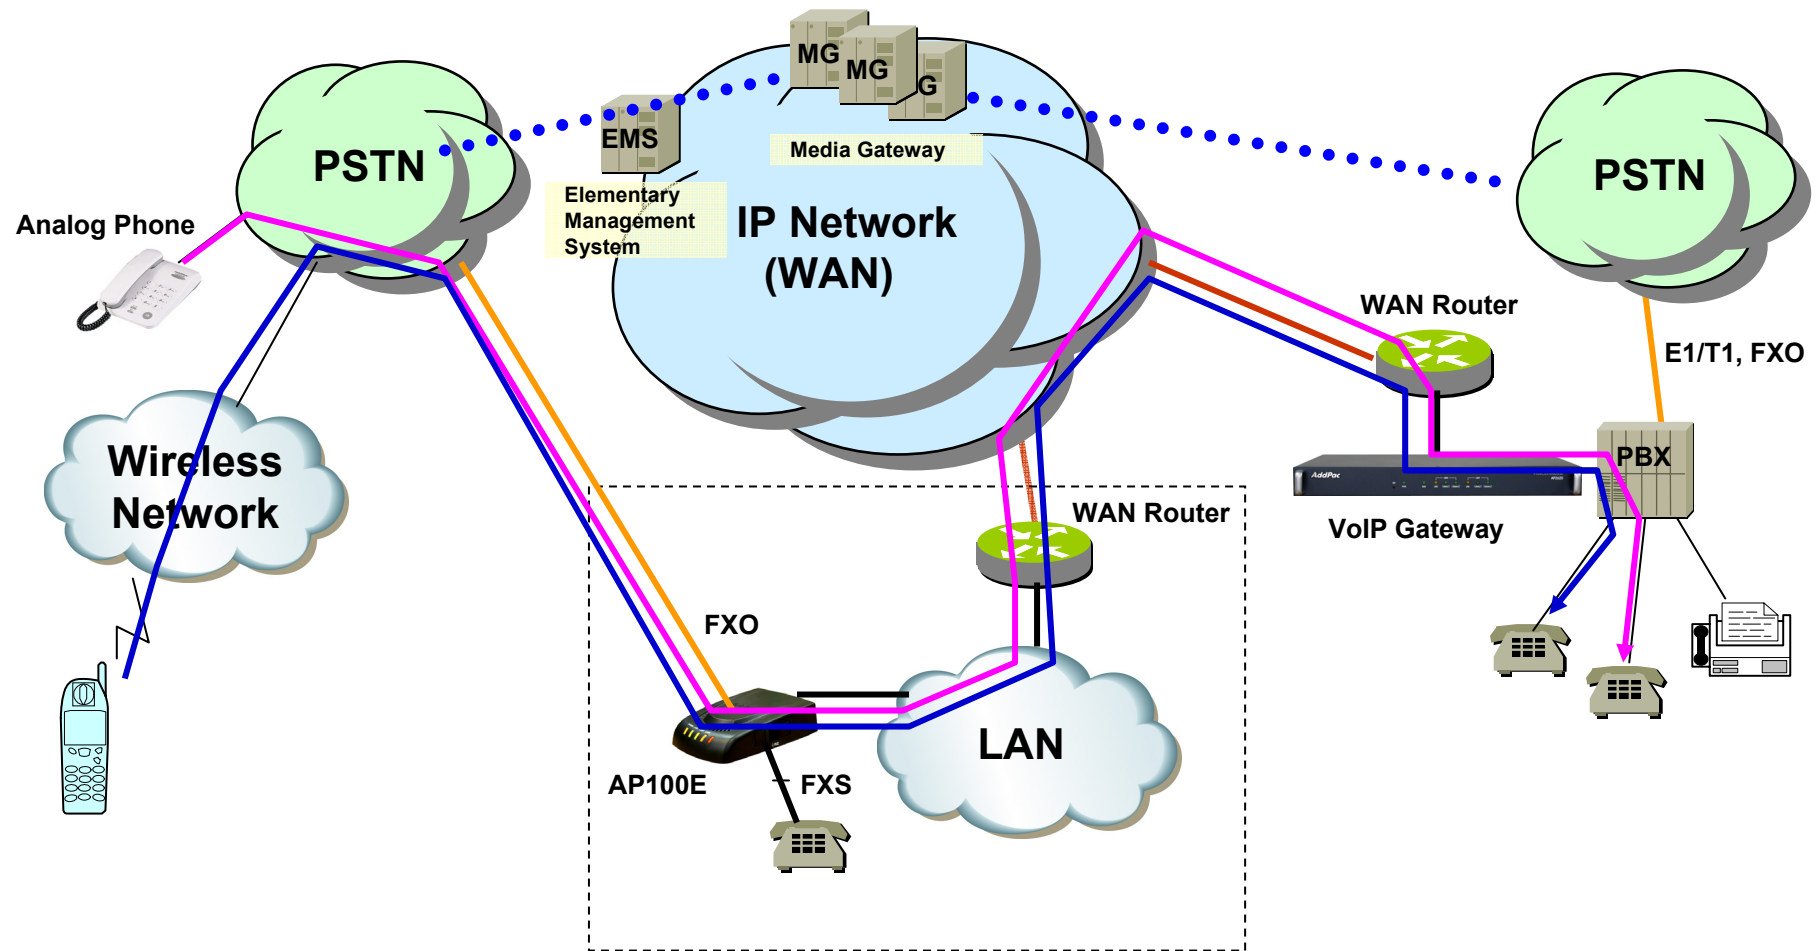 MG
MG
G
EMS
Media Gateway
PSTN
PSTN
Elementary
Management
System
IP Network
(WAN)
Analog Phone
WAN Router
E1/T1, FXO
Wireless
Network
PBX
AddPac
VoIP Gateway
WAN Router
FXO
LAN
AP100E
FXS